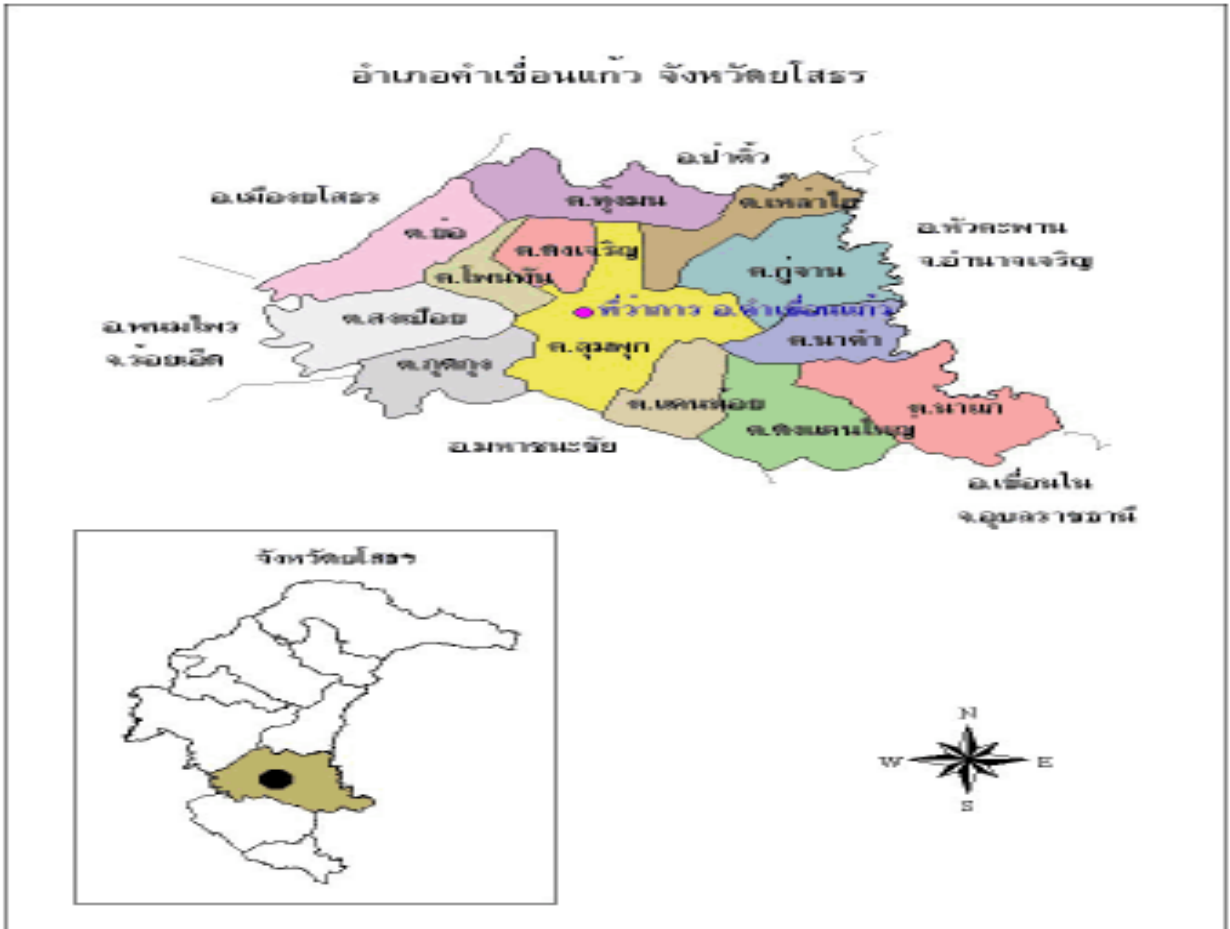 อำเภอคำเขื่อนแก้ว จังหวัดยโสธร
อ.ป่าติ้ว
อ.เมืองยโสธร
ต.ทุ่งมน
ต.เหล่าไฮ
อ.หัวตะพาน
จ.อำนาจเจริญ
ต.ย่อ
ต.ดงเจริญ
ต.โพนทัน
ต.กู่จาน
ที่ว่าการ อ.คำเขื่อนแก้ว
ต.สงเปือย
อ.พนมไพร
จ.ร้อยเอ็ด
ต.ลุมพุก
ต.นาคำ
ต.กุดกุง
ต.แคนน้อย
ต.นาแก
ต.ดงแคนใหญ่
อ.มหาชนะชัย
อ.เขื่องใน
จ.อุบลราชธานี
จังหวัดยโสธร
N
W
E
S